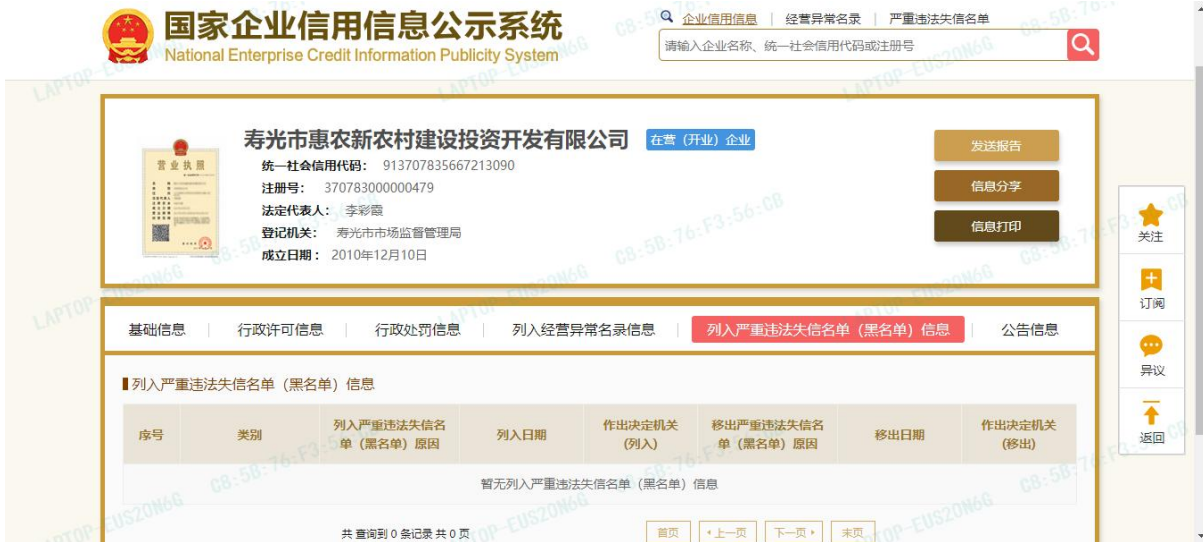 国家企业信用信息公示系统
National Enterprise Credit Information Publicity System
企业信用信息 | 经营异常名录 | 严重违法失信名单
请输入企业名称、统一社会信用代码或注册号
寿光市惠农新农村建设投资开发有限公司 在营（开业）企业
营业执照
统一社会信用代码： 913707835667213090
注册号： 370783000000479
法定代表人： 李彩霞
登记机关： 寿光市市场监督管理局
成立日期： 2010年12月10日
发送报告
信息分享
信息打印
关注
订阅
异议
返回
基础信息 | 行政许可信息 | 行政处罚信息 | 列入经营异常名录信息 | 列入严重违法失信名单（黑名单）信息 | 公告信息
列入严重违法失信名单（黑名单）信息
序号 类别 列入严重违法失信名单（黑名单）原因 列入日期 作出决定机关(列入) 移出严重违法失信名单（黑名单）原因 移出日期 作出决定机关(移出)
暂无列入严重违法失信名单（黑名单）信息
共 查询到 0 条记录 共 0 页 首页 上一页 下一页 末页
LAPTOP-EUS20N6G
C8:5B:76:F3:56:CB